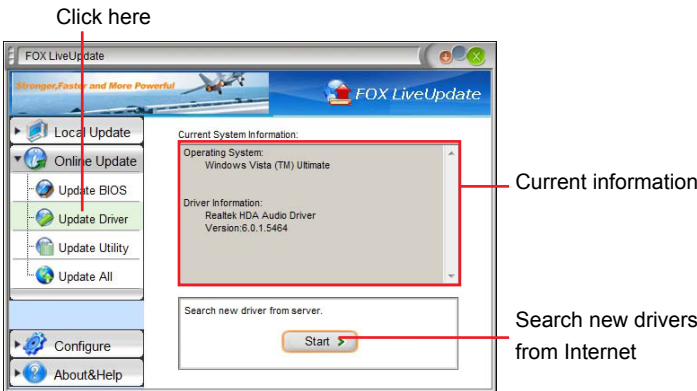 Click here
FOX LiveUpdate
Stronger,Faster and More Powerful
FOX LiveUpdate
Local Update
Online Update
Update BIOS
Update Driver
Update Utility
Update All
Configure
About&Help
Current System Information:
Operating System:
Windows Vista (TM) Ultimate
Driver Information:
Realtek HDA Audio Driver
Version:6.0.1.5464
Current information
Search new driver from server.
Start
Search new drivers
from Internet